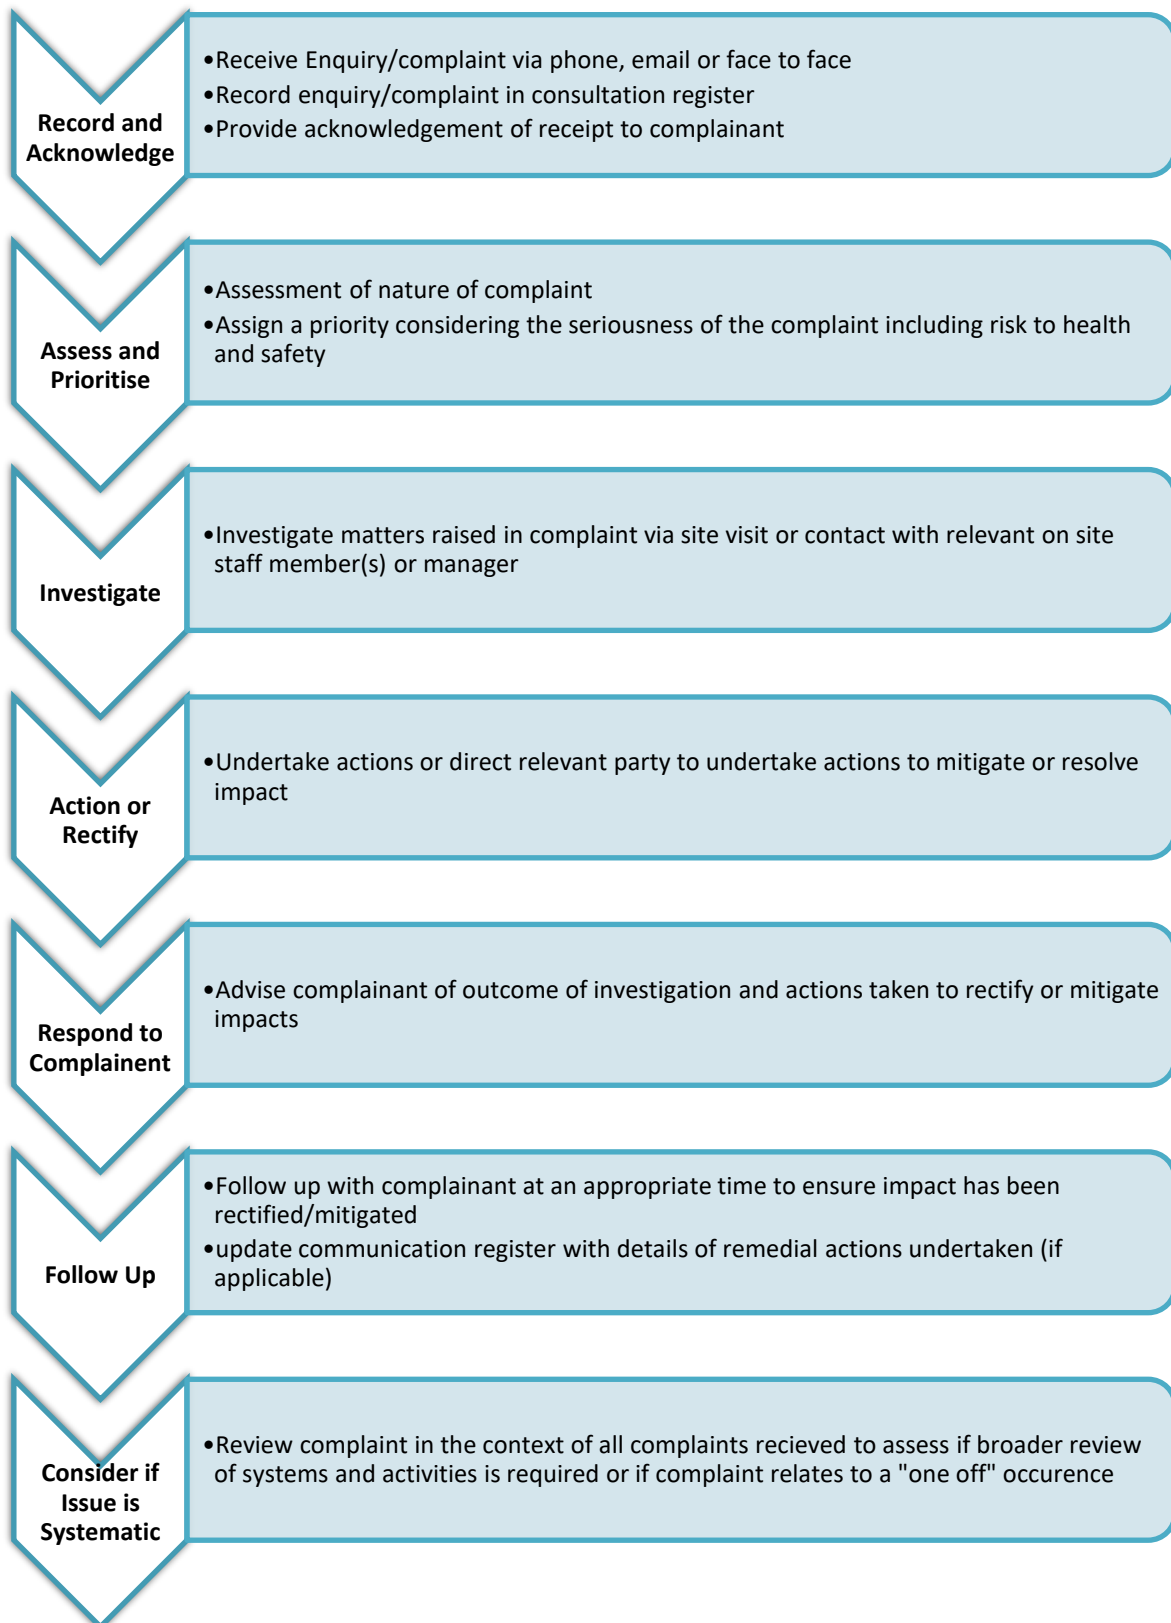 Record and
Acknowledge
•Receive Enquiry/complaint via phone, email or face to face
•Record enquiry/complaint in consultation register
•Provide acknowledgement of receipt to complainant
Assess and
Prioritise
•Assessment of nature of complaint
•Assign a priority considering the seriousness of the complaint including risk to health
and safety
Investigate
•Investigate matters raised in complaint via site visit or contact with relevant on site
staff member(s) or manager
Action or
Rectify
•Undertake actions or direct relevant party to undertake actions to mitigate or resolve
impact
Respond to
Complainent
•Advise complainant of outcome of investigation and actions taken to rectify or mitigate
impacts
Follow Up
•Follow up with complainant at an appropriate time to ensure impact has been
rectified/mitigated
•update communication register with details of remedial actions undertaken (if
applicable)
Consider if
Issue is
Systematic
•Review complaint in the context of all complaints recieved to assess if broader review
of systems and activities is required or if complaint relates to a "one off" occurence